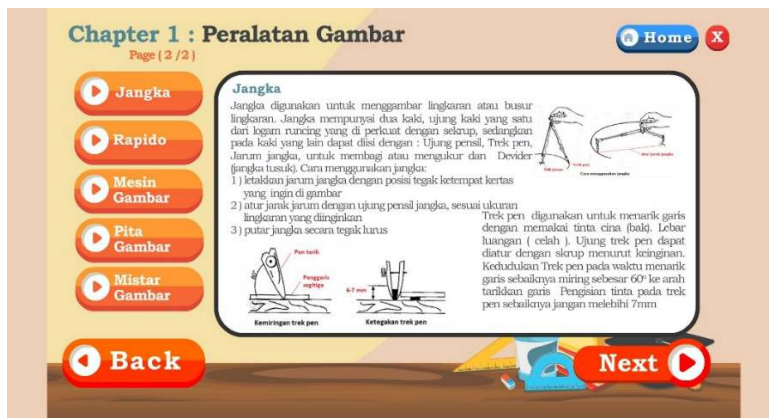 Chapter 1 : Peralatan Gambar
Page ( 2 /2 )
Home
X
Jangka
Rapido
Mesin
Gambar
Pita
Gambar
Mistar
Gambar
Jangka
Jangka digunakan untuk menggambar lingkaran atau busur
lingkaran. Jangka mempunyai dua kaki, ujung kaki yang satu
dari logam runcing yang di perkuat dengan sekrup, sedangkan
pada kaki yang lain dapat diisi dengan : Ujung pensil, Trek pen,
Jarum jangka, untuk membagi atau mengukur dan Devider
(jangka tusuk). Cara menggunakan jangka:
1 ) letakkan jarum jangka dengan posisi tegak ketempat kertas
yang ingin di gambar
2 ) atur jarak jarum dengan ujung pensil jangka, sesuai ukuran
lingkaran yang diinginkan
3 ) putar jangka secara tegak lurus
Cara menggunakan jangka
Trek pen digunakan untuk menarik garis
dengan memakai tinta cina (bak). Lebar
luangan ( celah ). Ujung trek pen dapat
diatur dengan skrup menurut keinginan.
Kedudukan Trek pen pada waktu menarik
garis sebaiknya miring sebesar 60° ke arah
tarikkan garis Pengisian tinta pada trek
pen sebaiknya jangan melebihi 7mm
Pen tarik
Penggaris
segitiga
6-7 mm
Kemiringan trek pen
Ketegakan trek pen
Back
Next